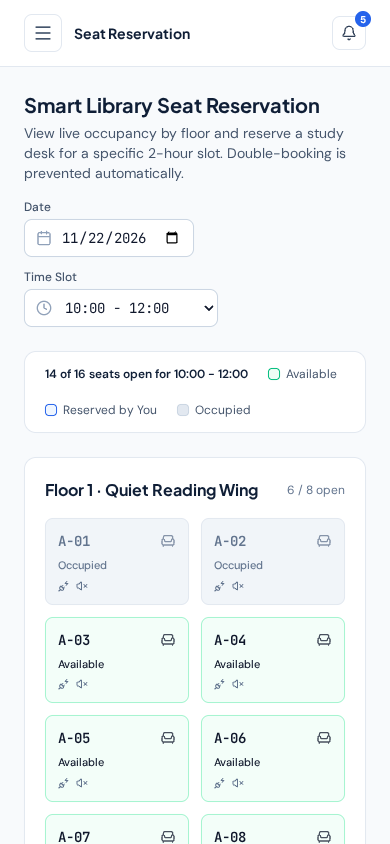 Seat Reservation
5
Smart Library Seat Reservation
View live occupancy by floor and reserve a study
desk for a specific 2-hour slot. Double-booking is
prevented automatically.
Date
11/22/2026
Time Slot
10:00 - 12:00
14 of 16 seats open for 10:00 – 12:00
Available
Reserved by You
Occupied
Floor 1 · Quiet Reading Wing
6 / 8 open
A-01
Occupied
A-02
Occupied
A-03
Available
A-04
Available
A-05
Available
A-06
Available
A-07
A-08